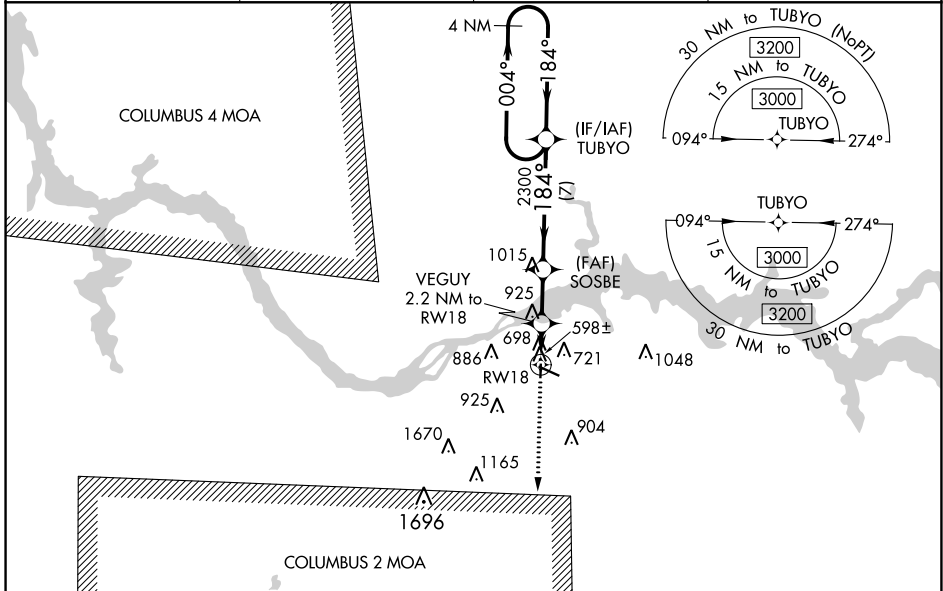 4 NM
004°
184°
(IF/IAF)
TUBYO
2300
184°
(7)
COLUMBUS 4 MOA
30 NM to TUBYO (NoPT)
3200
15 NM to TUBYO
3000
TUBYO
094°
274°
TUBYO
094°
274°
3000
15 NM to TUBYO
3200
30 NM to TUBYO
1015
(FAF)
SOSBE
VEGUY
2.2 NM to
RW18
925
598±
698
886
721
1048
RW18
925
904
1670
1165
1696
COLUMBUS 2 MOA